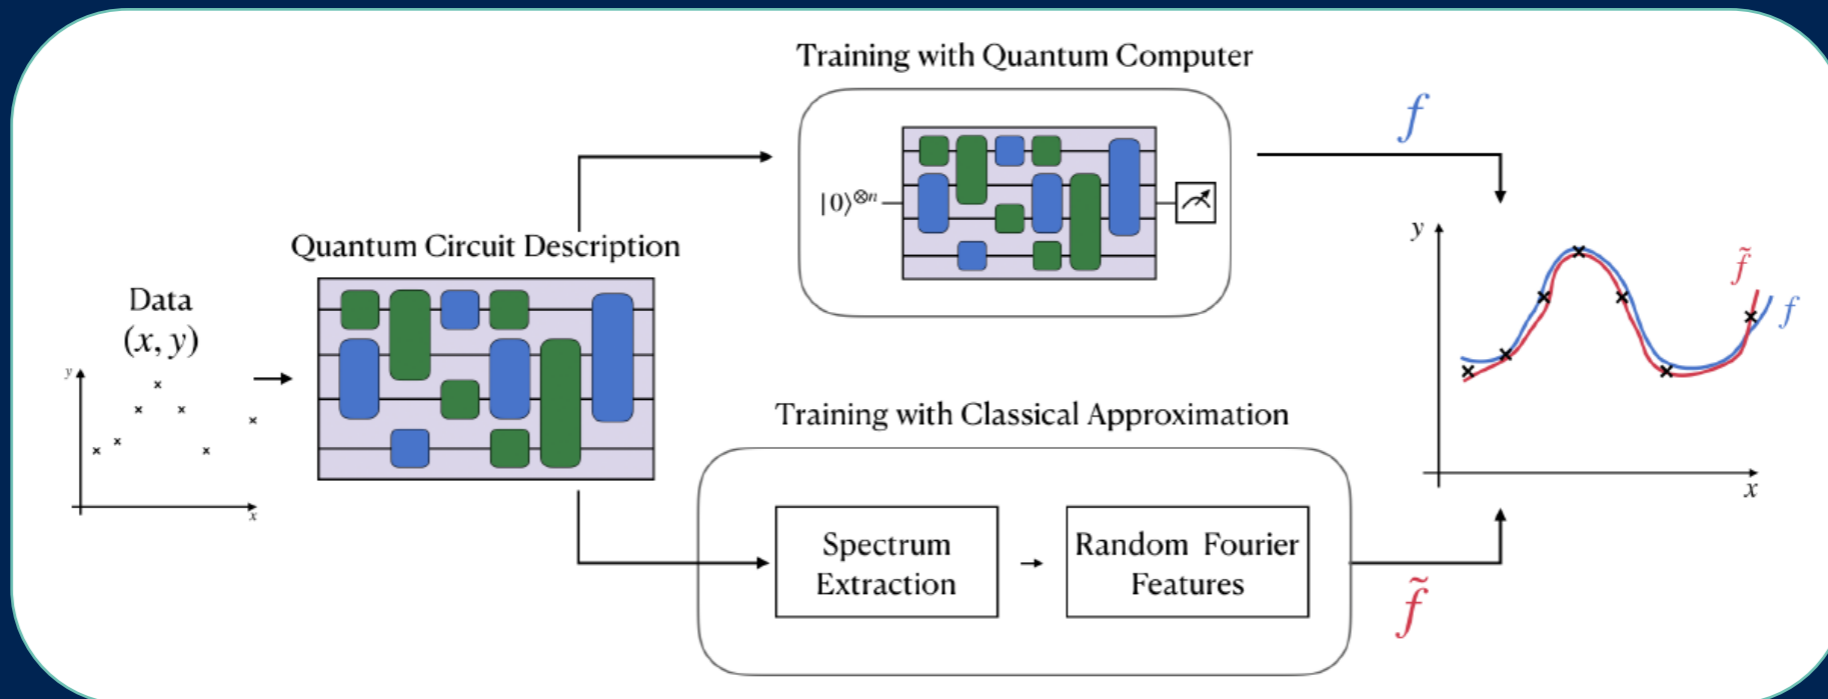 Training with Quantum Computer
f
|0⟩⊗n
Quantum Circuit Description
Data
(x, y)
y
x
y
f̃
f
x
Training with Classical Approximation
Spectrum
Extraction
Random Fourier
Features
f̃